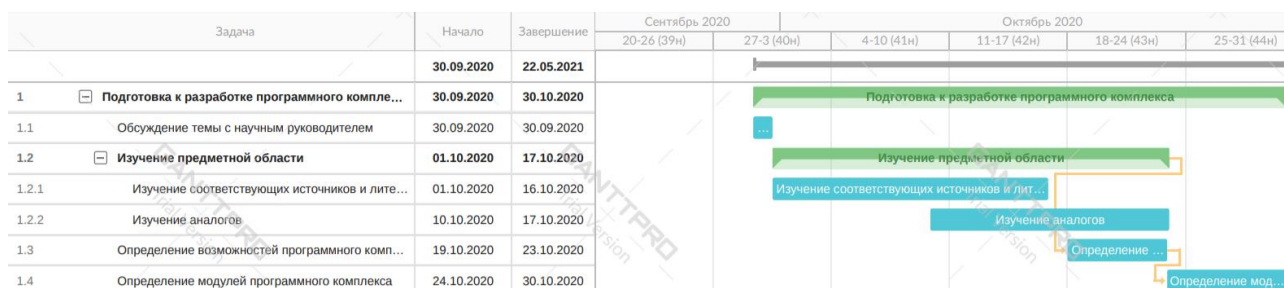 Задача Начало Завершение Сентябрь 2020 Октябрь 2020
20-26 (39н) 27-3 (40н) 4-10 (41н) 11-17 (42н) 18-24 (43н) 25-31 (44н)
30.09.2020 22.05.2021
1 Подготовка к разработке программного компле... 30.09.2020 30.10.2020 Подготовка к разработке программного комплекса
1.1 Обсуждение темы с научным руководителем 30.09.2020 30.09.2020 ...
1.2 Изучение предметной области 01.10.2020 17.10.2020 Изучение предметной области
1.2.1 Изучение соответствующих источников и лите... 01.10.2020 16.10.2020 Изучение соответствующих источников и лит...
1.2.2 Изучение аналогов 10.10.2020 17.10.2020 Изучение аналогов
1.3 Определение возможностей программного комп... 19.10.2020 23.10.2020 Определение ...
1.4 Определение модулей программного комплекса 24.10.2020 30.10.2020 Определение мод...
GANTTPRO
Trial Version
GANTTPRO
Trial Version